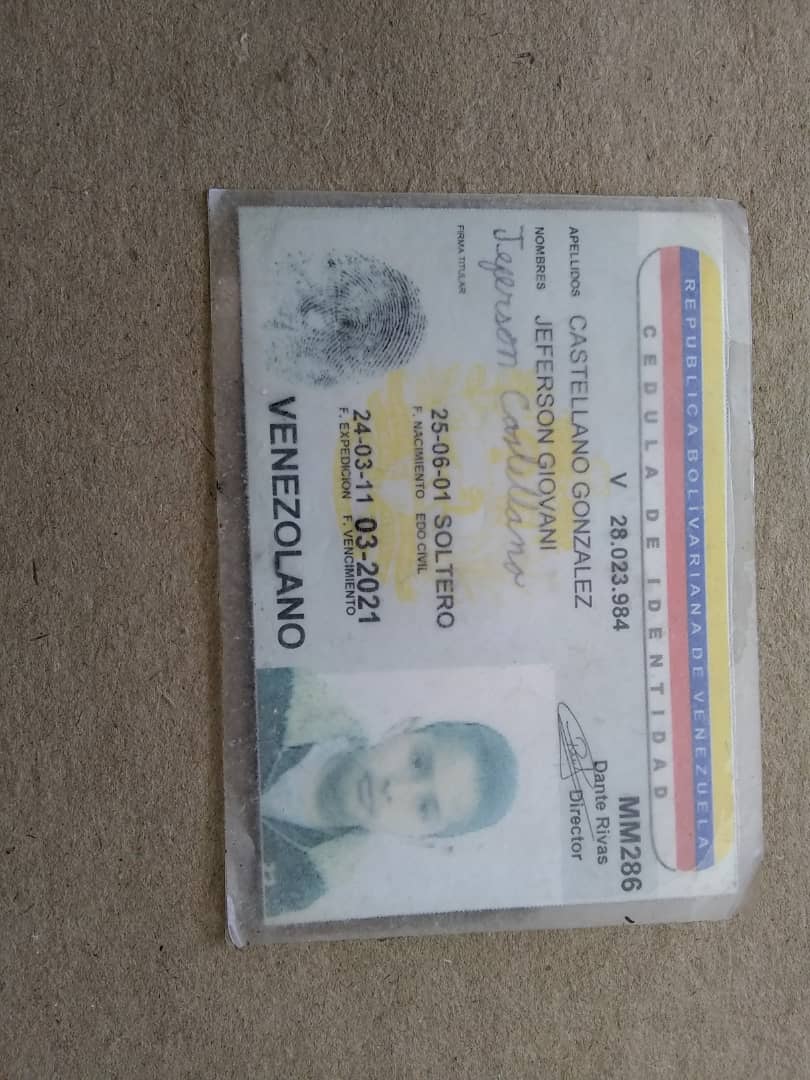 REPUBLICA BOLIVARIANA DE VENEZUELA
CEDULA DE IDENTIDAD
V 28.023.984
MM286
APELLIDOS CASTELLANO GONZALEZ
Dante Rivas
Director
NOMBRES JEFERSON GIOVANI
Jeferson Castellano
FIRMA TITULAR
25-06-01 SOLTERO
F. NACIMIENTO EDO CIVIL
24-03-11 03-2021
F. EXPEDICION F. VENCIMIENTO
VENEZOLANO